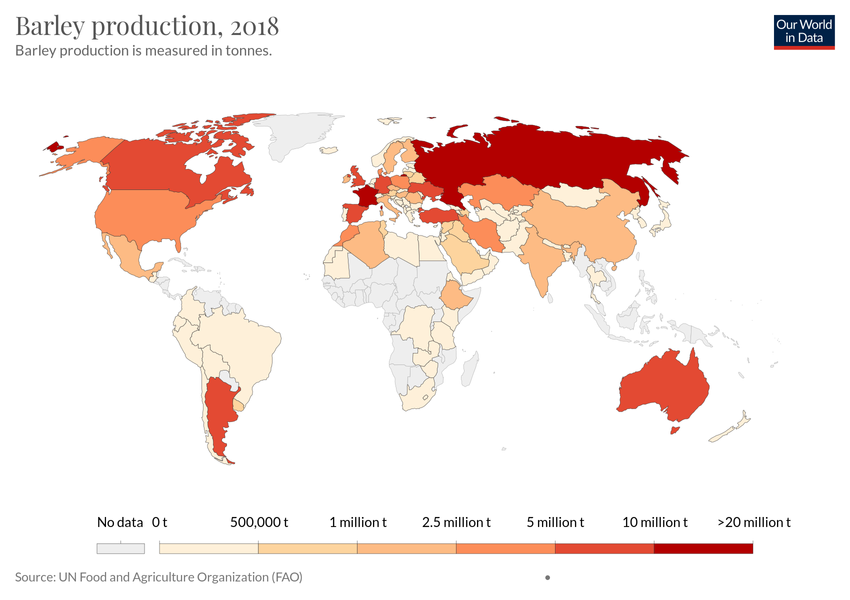 Barley production, 2018
Our World
in Data
Barley production is measured in tonnes.
No data 0 t 500,000 t 1 million t 2.5 million t 5 million t 10 million t >20 million t
Source: UN Food and Agriculture Organization (FAO)